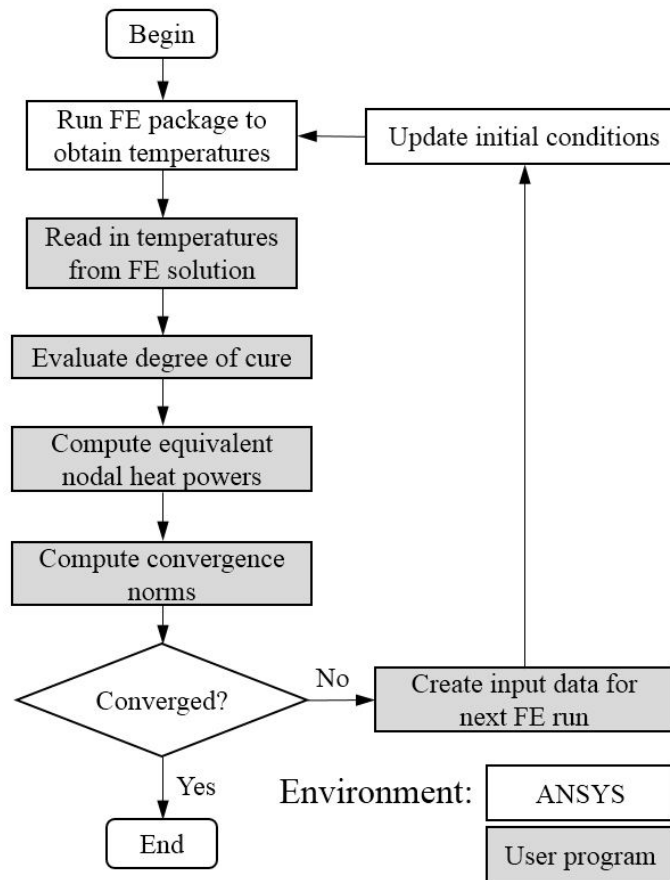 Begin
Run FE package to
obtain temperatures
Update initial conditions
Read in temperatures
from FE solution
Evaluate degree of cure
Compute equivalent
nodal heat powers
Compute convergence
norms
Converged?
No
Create input data for
next FE run
Yes
End
Environment:
ANSYS
User program